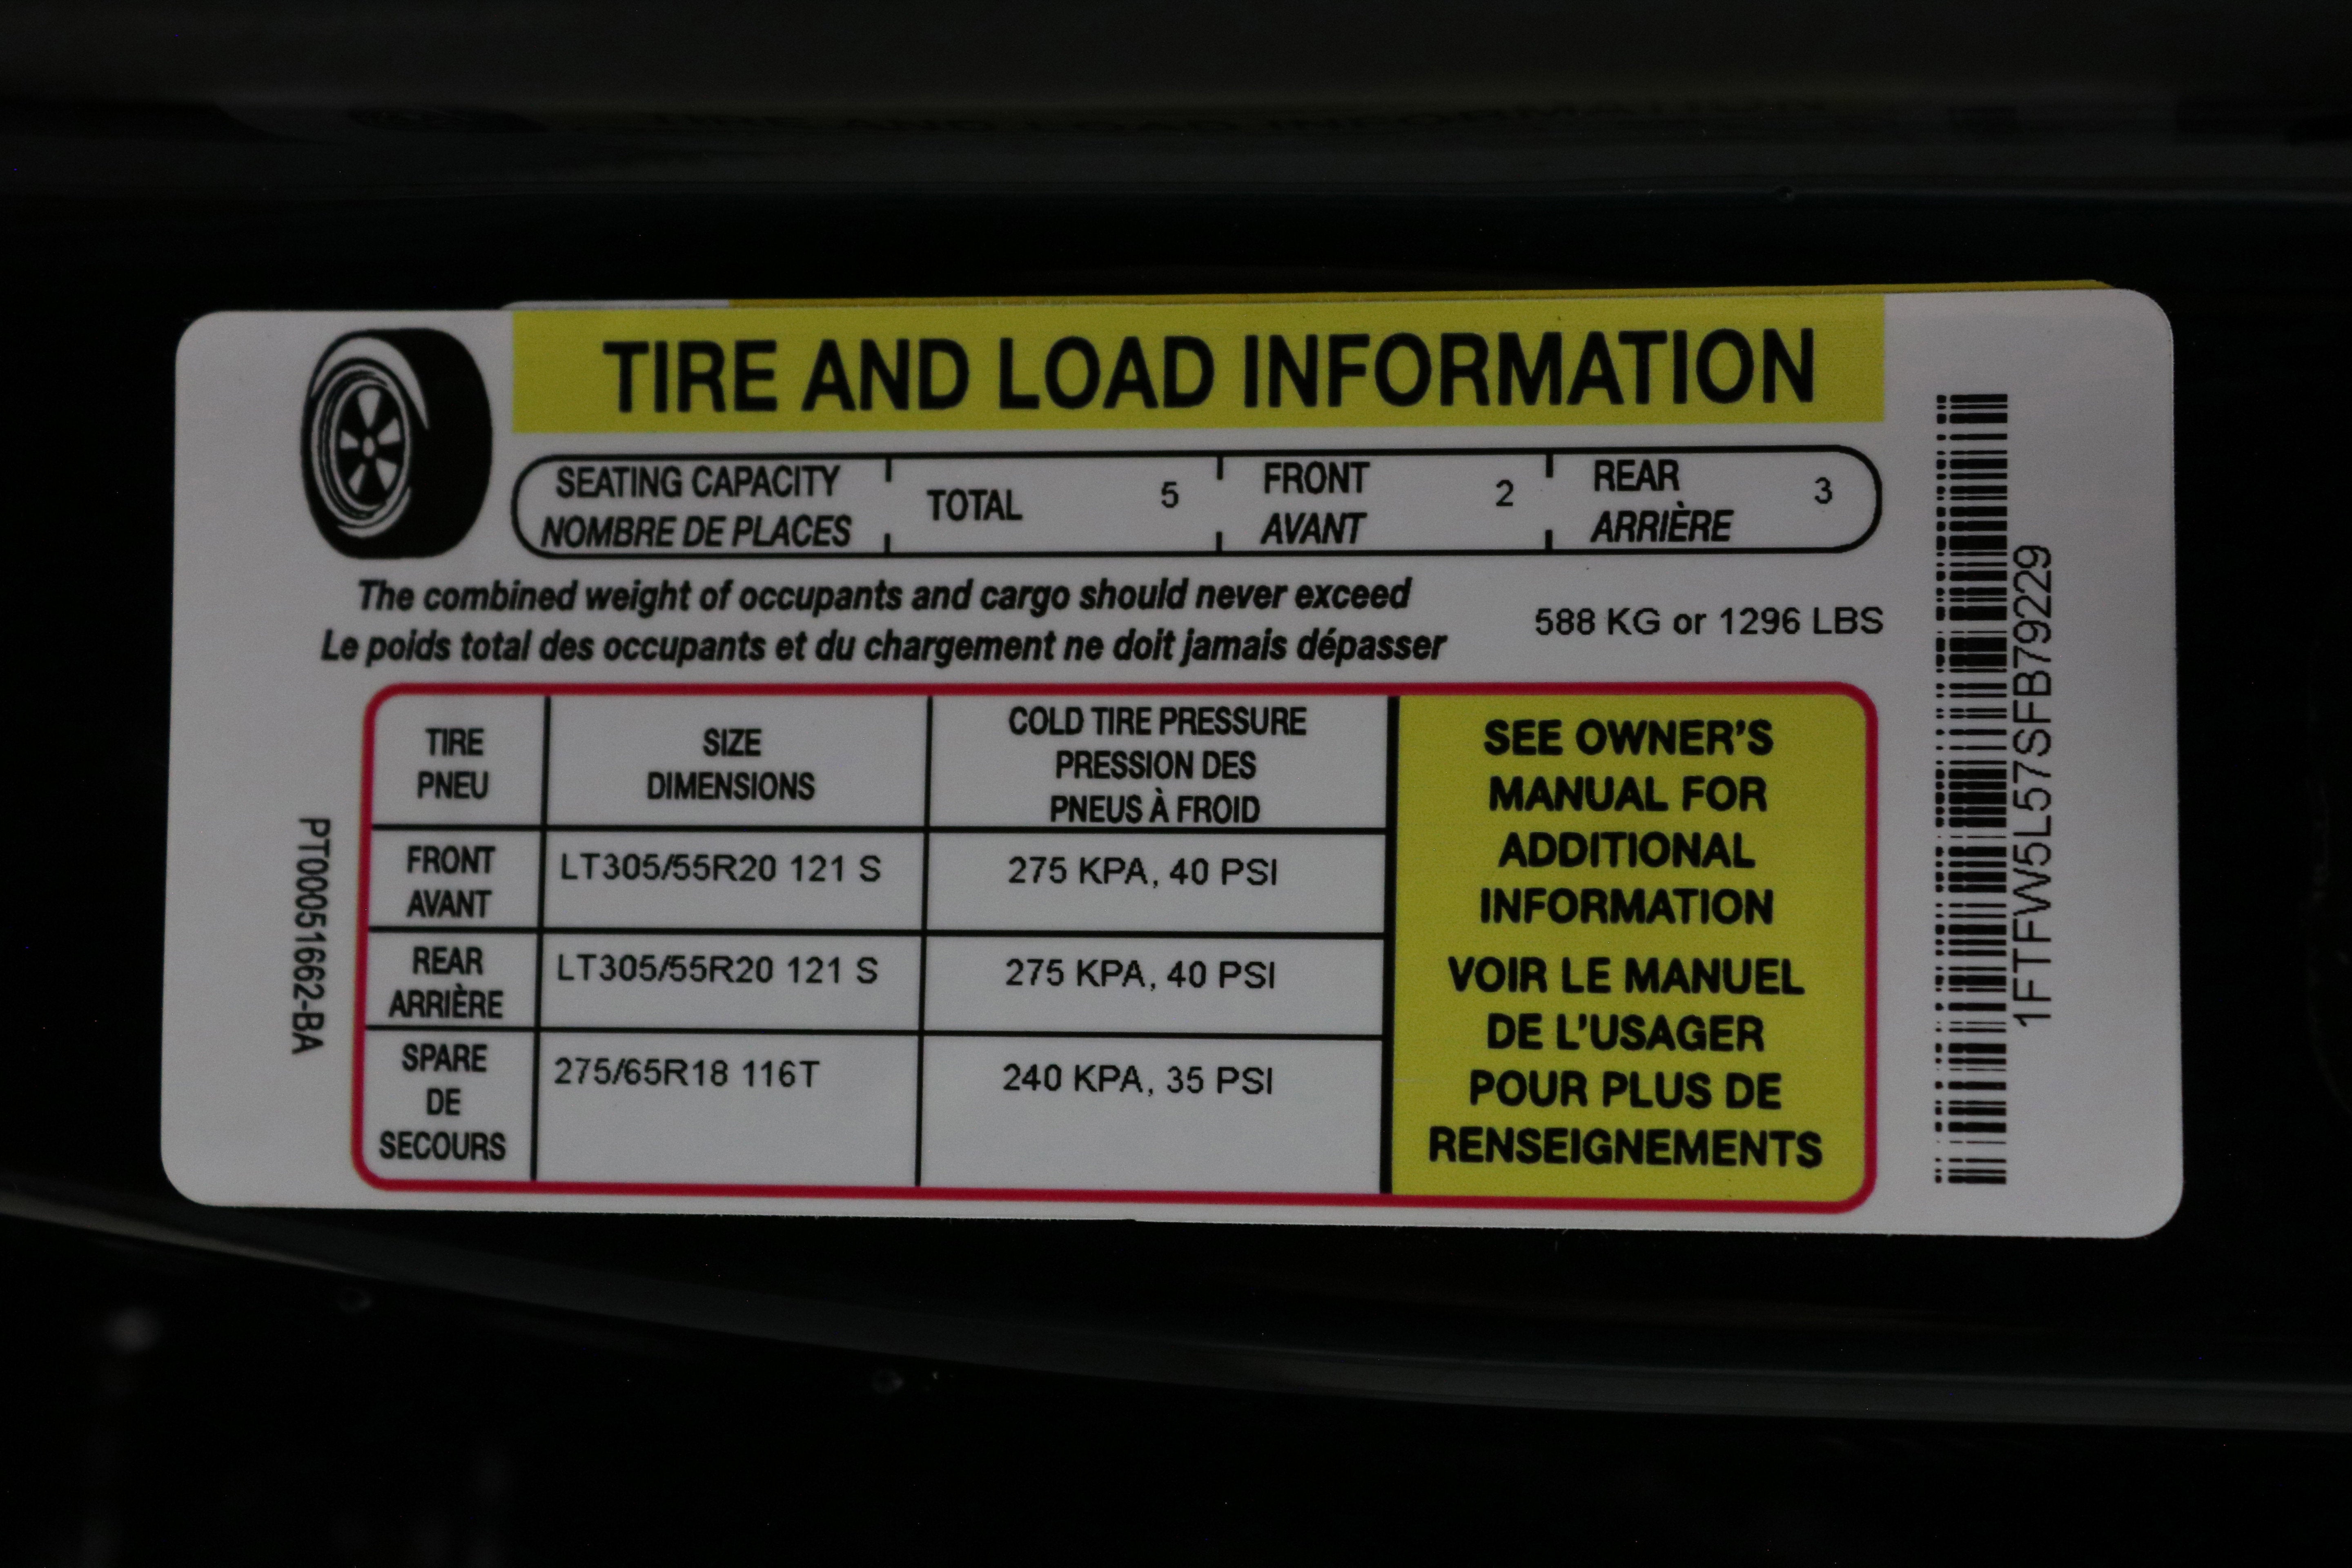 TIRE AND LOAD INFORMATION
SEATING CAPACITY
NOMBRE DE PLACES
TOTAL 5
FRONT
AVANT
2
REAR
ARRIÈRE
3
The combined weight of occupants and cargo should never exceed
Le poids total des occupants et du chargement ne doit jamais dépasser
588 KG or 1296 LBS
TIRE
PNEU
SIZE
DIMENSIONS
COLD TIRE PRESSURE
PRESSION DES
PNEUS À FROID
FRONT
AVANT
LT305/55R20 121 S
275 KPA, 40 PSI
REAR
ARRIÈRE
LT305/55R20 121 S
275 KPA, 40 PSI
SPARE
DE
SECOURS
275/65R18 116T
240 KPA, 35 PSI
SEE OWNER'S
MANUAL FOR
ADDITIONAL
INFORMATION
VOIR LE MANUEL
DE L'USAGER
POUR PLUS DE
RENSEIGNEMENTS
PT00051662-BA
1FTFW5L57SFB79229